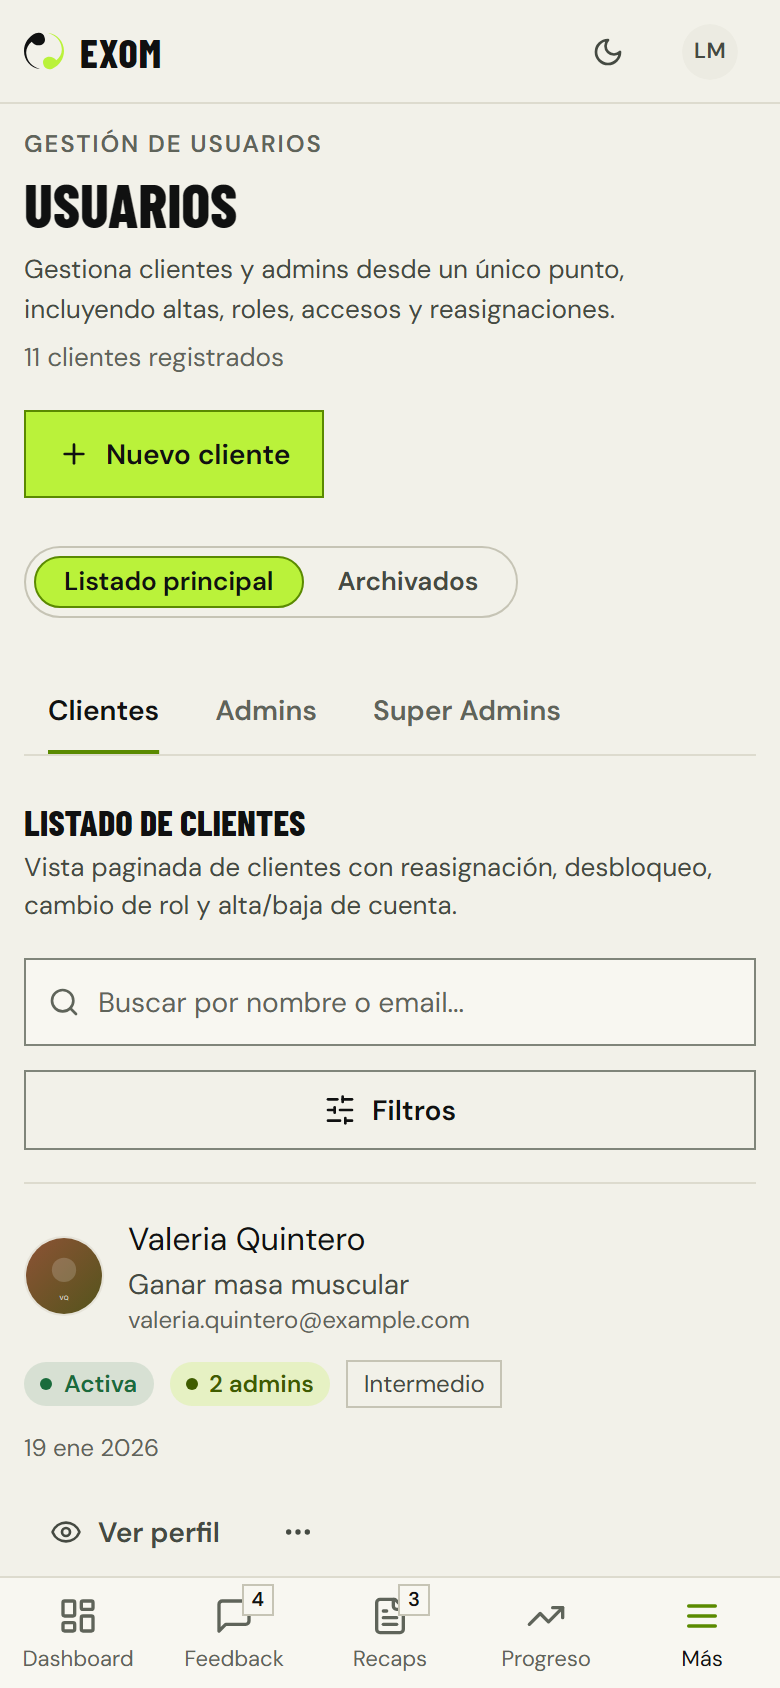 EXOM
LM
GESTIÓN DE USUARIOS
USUARIOS
Gestiona clientes y admins desde un único punto,
incluyendo altas, roles, accesos y reasignaciones.
11 clientes registrados
Nuevo cliente
Listado principal
Archivados
Clientes
Admins
Super Admins
LISTADO DE CLIENTES
Vista paginada de clientes con reasignación, desbloqueo,
cambio de rol y alta/baja de cuenta.
Buscar por nombre o email...
Filtros
VQ
Valeria Quintero
Ganar masa muscular
valeria.quintero@example.com
Activa
2 admins
Intermedio
19 ene 2026
Ver perfil
4
3
Dashboard
Feedback
Recaps
Progreso
Más